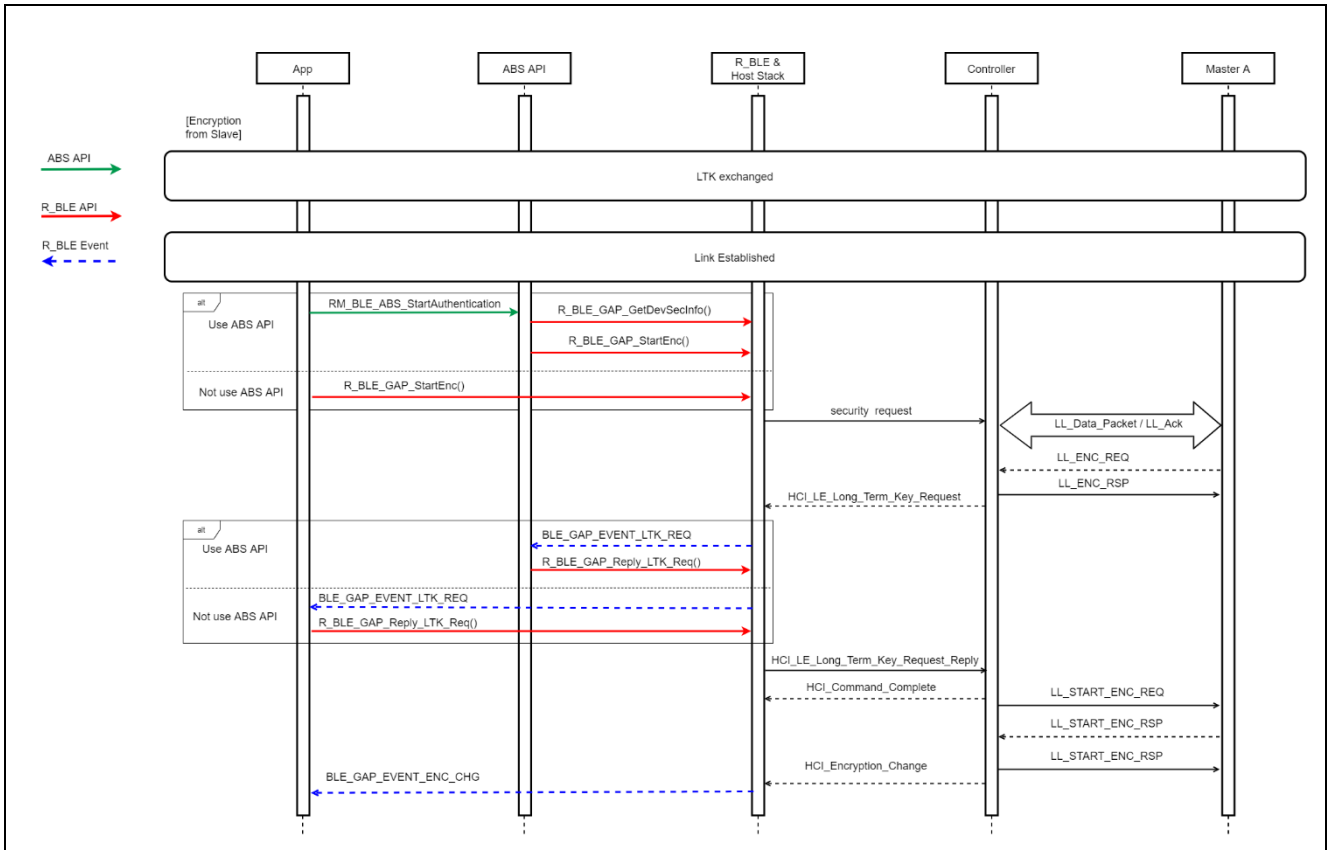 App
ABS API
R_BLE &
Host Stack
Controller
Master A
[Encryption
from Slave]
ABS API
LTK exchanged
R_BLE API
R_BLE Event
Link Established
alt
Use ABS API
RM_BLE_ABS_StartAuthentication
R_BLE_GAP_GetDevSecInfo()
R_BLE_GAP_StartEnc()
Not use ABS API
R_BLE_GAP_StartEnc()
security request
LL_Data_Packet / LL_Ack
LL_ENC_REQ
LL_ENC_RSP
HCI_LE_Long_Term_Key_Request
alt
Use ABS API
BLE_GAP_EVENT_LTK_REQ
R_BLE_GAP_Reply_LTK_Req()
BLE_GAP_EVENT_LTK_REQ
Not use ABS API
R_BLE_GAP_Reply_LTK_Req()
HCI_LE_Long_Term_Key_Request_Reply
HCI_Command_Complete
LL_START_ENC_REQ
LL_START_ENC_RSP
HCI_Encryption_Change
LL_START_ENC_RSP
BLE_GAP_EVENT_ENC_CHG